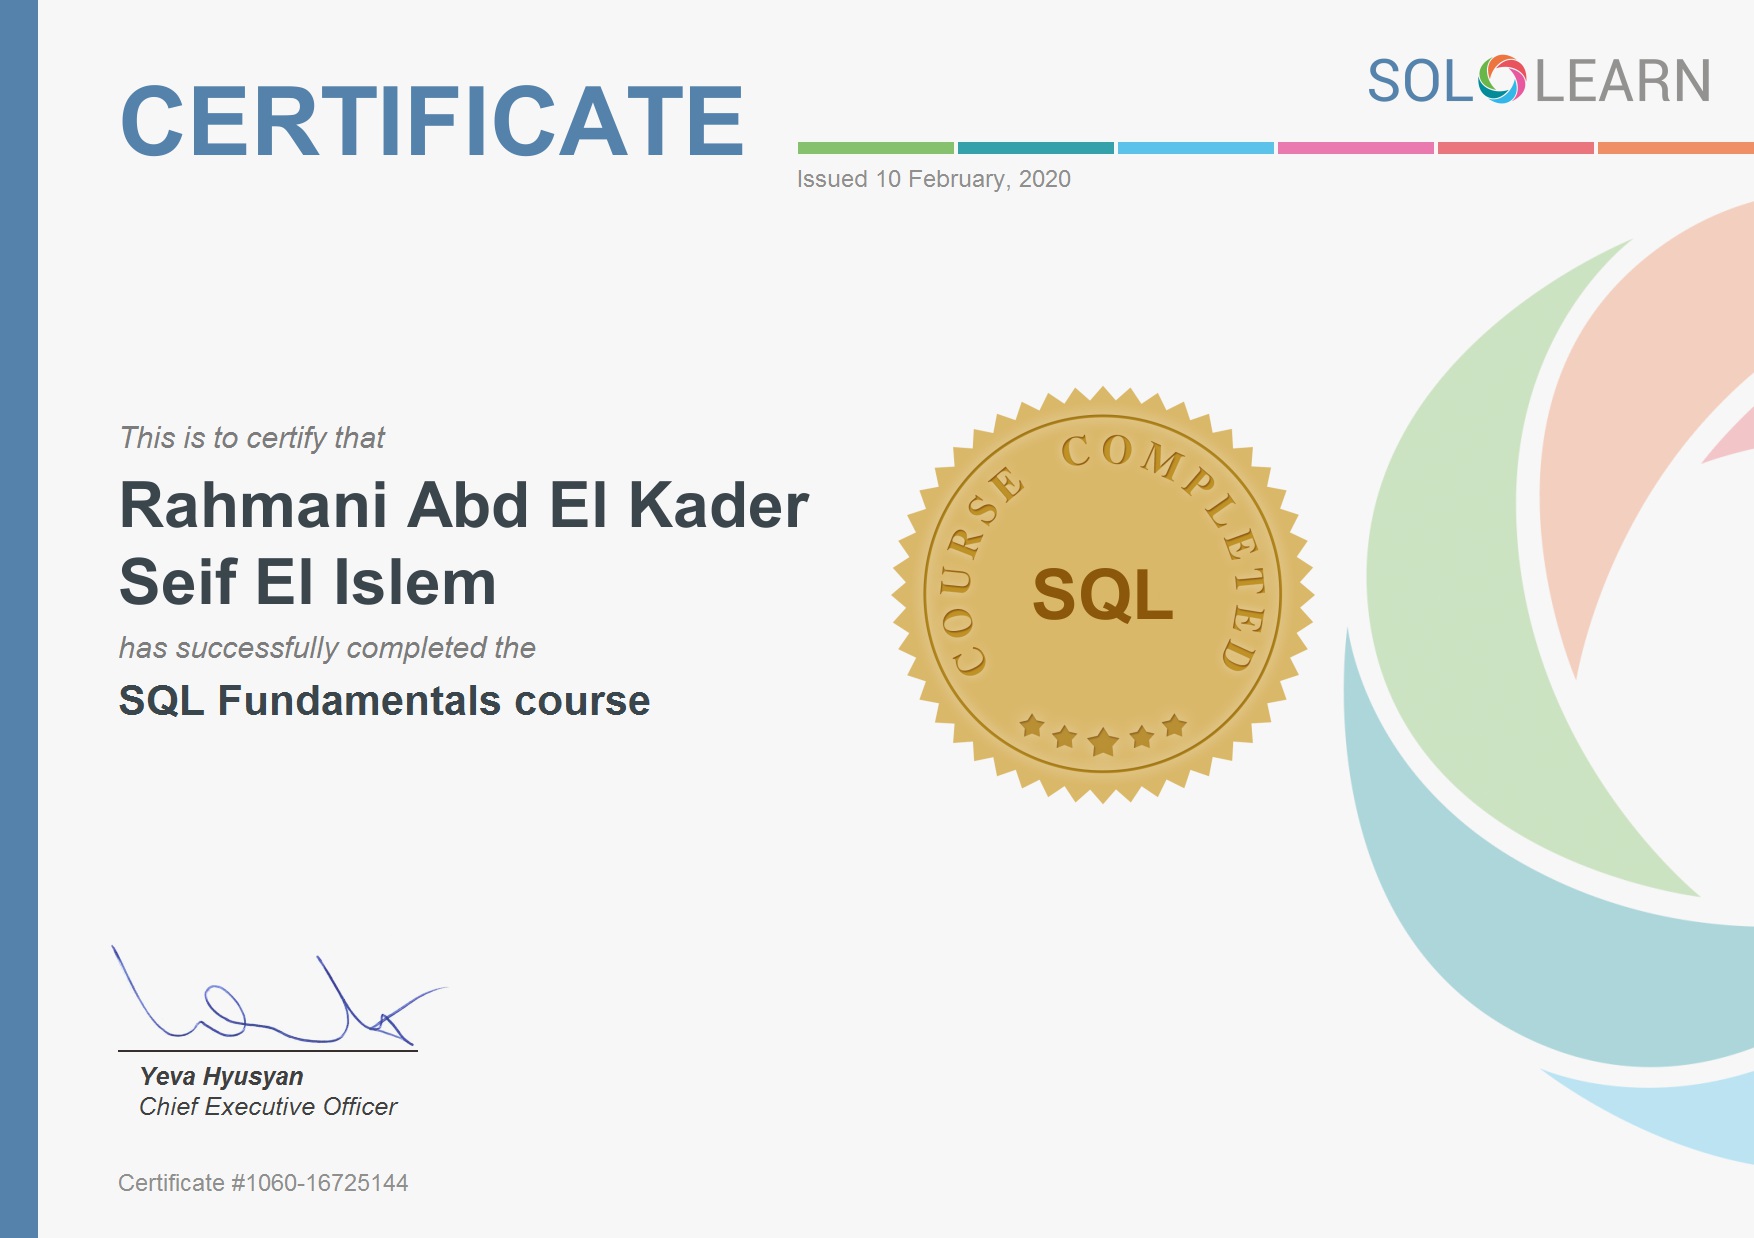 SOLOLEARN
CERTIFICATE
Issued 10 February, 2020
This is to certify that
Rahmani Abd El Kader
Seif El Islem
has successfully completed the
SQL Fundamentals course
COURSE COMPLETED
SQL
Yeva Hyusyan
Chief Executive Officer
Certificate #1060-16725144